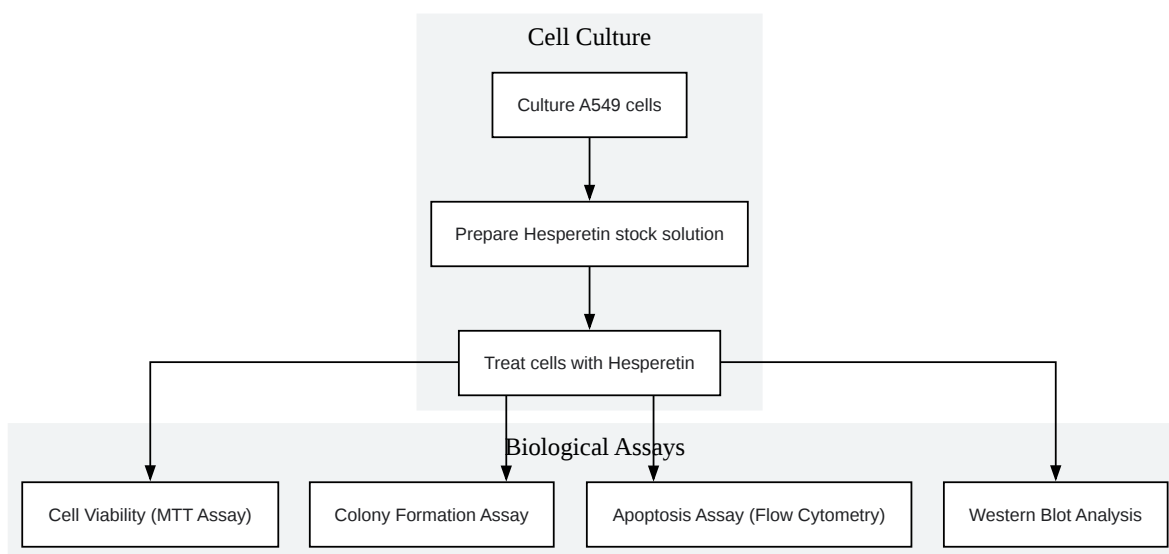 Cell Culture
Culture A549 cells
Prepare Hesperetin stock solution
Treat cells with Hesperetin
Biological Assays
Cell Viability (MTT Assay)
Colony Formation Assay
Apoptosis Assay (Flow Cytometry)
Western Blot Analysis